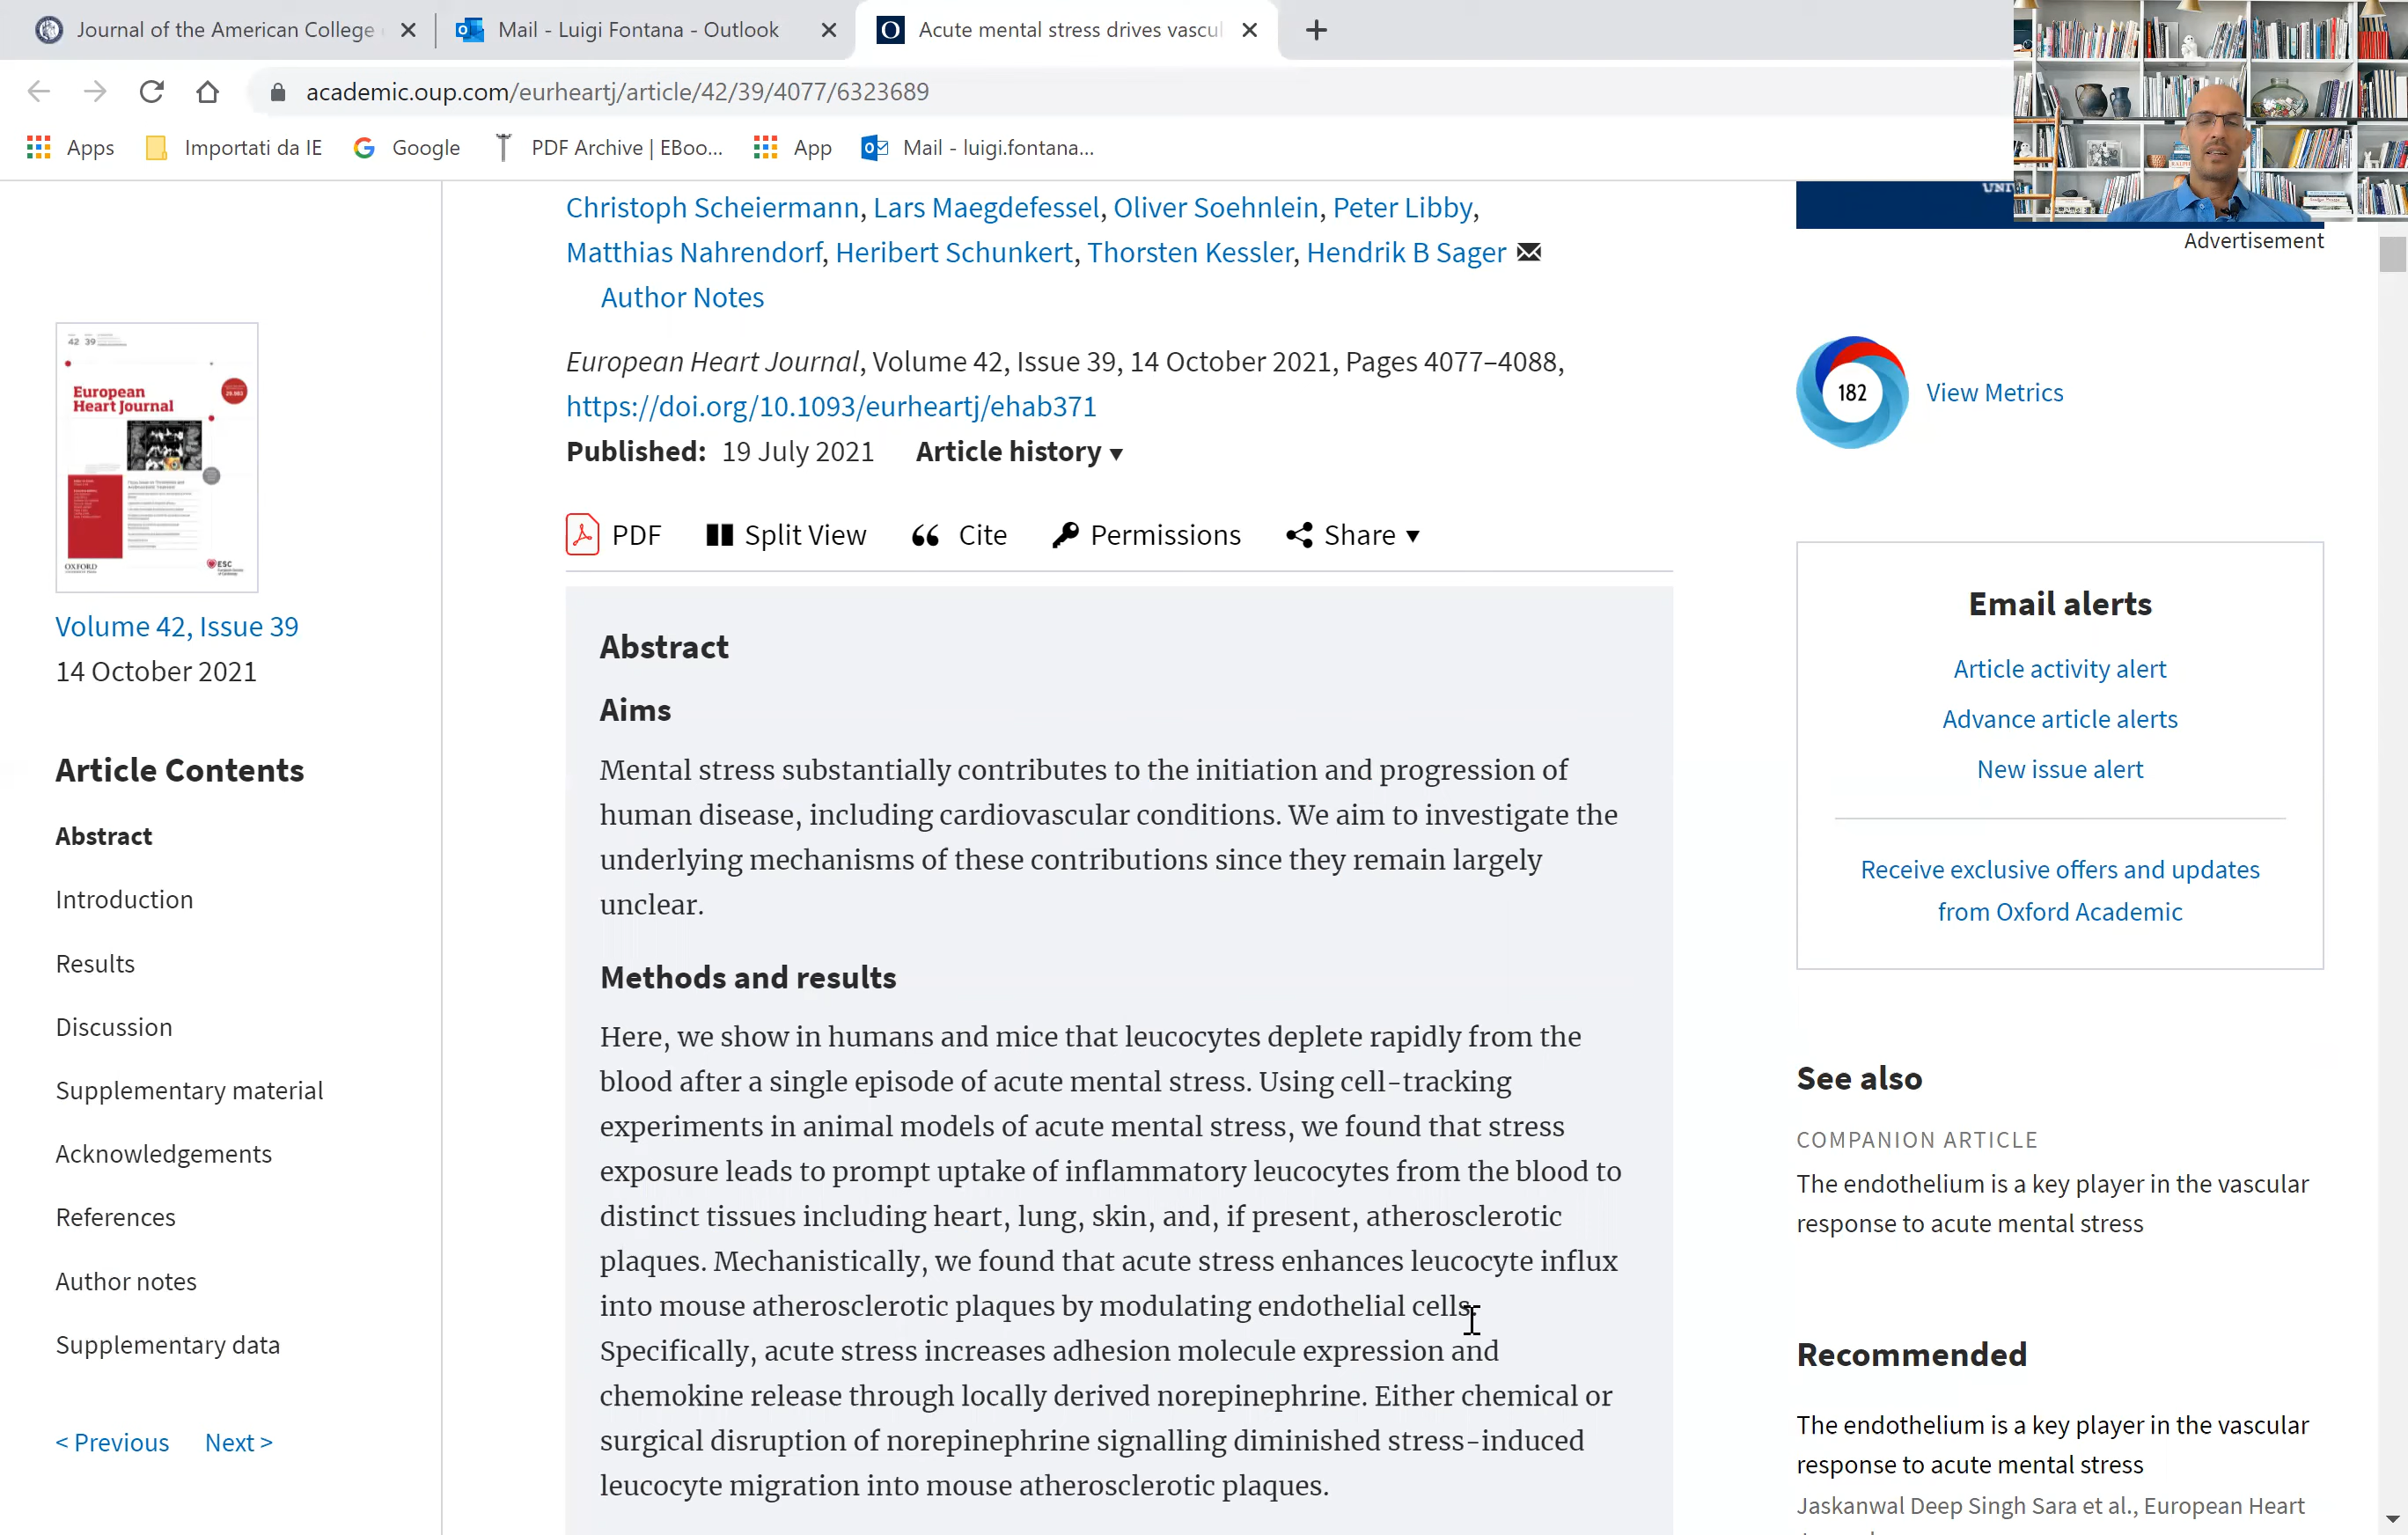 Journal of the American College
Mail - Luigi Fontana - Outlook
Acute mental stress drives vascul
academic.oup.com/eurheartj/article/42/39/4077/6323689
Apps
Importati da IE
Google
PDF Archive | EBoo...
App
Mail - luigi.fontana...
Christoph Scheiermann, Lars Maegdefessel, Oliver Soehnlein, Peter Libby,
Matthias Nahrendorf, Heribert Schunkert, Thorsten Kessler, Hendrik B Sager
Author Notes
European Heart Journal, Volume 42, Issue 39, 14 October 2021, Pages 4077–4088,
https://doi.org/10.1093/eurheartj/ehab371
Published: 19 July 2021 Article history
PDF
Split View
Cite
Permissions
Share
42 39
European
Heart Journal
OXFORD
ESC
Volume 42, Issue 39
14 October 2021
Article Contents
Abstract
Introduction
Results
Discussion
Supplementary material
Acknowledgements
References
Author notes
Supplementary data
< Previous
Next >
Abstract
Aims
Mental stress substantially contributes to the initiation and progression of
human disease, including cardiovascular conditions. We aim to investigate the
underlying mechanisms of these contributions since they remain largely
unclear.
Methods and results
Here, we show in humans and mice that leucocytes deplete rapidly from the
blood after a single episode of acute mental stress. Using cell-tracking
experiments in animal models of acute mental stress, we found that stress
exposure leads to prompt uptake of inflammatory leucocytes from the blood to
distinct tissues including heart, lung, skin, and, if present, atherosclerotic
plaques. Mechanistically, we found that acute stress enhances leucocyte influx
into mouse atherosclerotic plaques by modulating endothelial cells.
Specifically, acute stress increases adhesion molecule expression and
chemokine release through locally derived norepinephrine. Either chemical or
surgical disruption of norepinephrine signalling diminished stress-induced
leucocyte migration into mouse atherosclerotic plaques.
Advertisement
182
View Metrics
Email alerts
Article activity alert
Advance article alerts
New issue alert
Receive exclusive offers and updates
from Oxford Academic
See also
COMPANION ARTICLE
The endothelium is a key player in the vascular
response to acute mental stress
Recommended
The endothelium is a key player in the vascular
response to acute mental stress
Jaskanwal Deep Singh Sara et al., European Heart